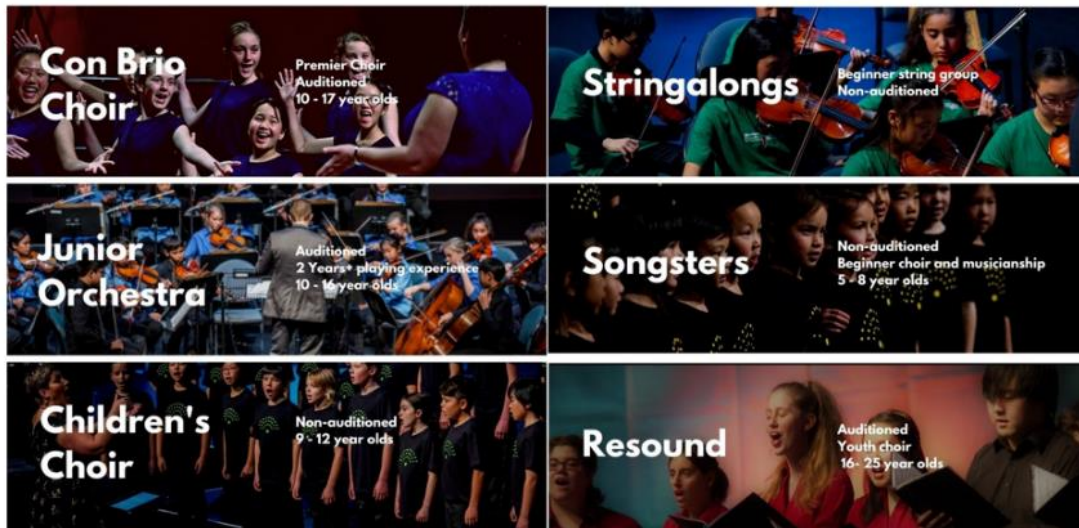 Con Brio
Choir
Premier Choir
Auditioned
10 - 17 year olds
Stringalongs
Beginner string group
Non-auditioned
Junior
Orchestra
Auditioned
2 Years+ playing experience
10 - 16 year olds
Songsters
Non-auditioned
Beginner choir and musicianship
5 - 8 year olds
Children's
Choir
Non-auditioned
9 - 12 year olds
Resound
Auditioned
Youth choir
16- 25 year olds